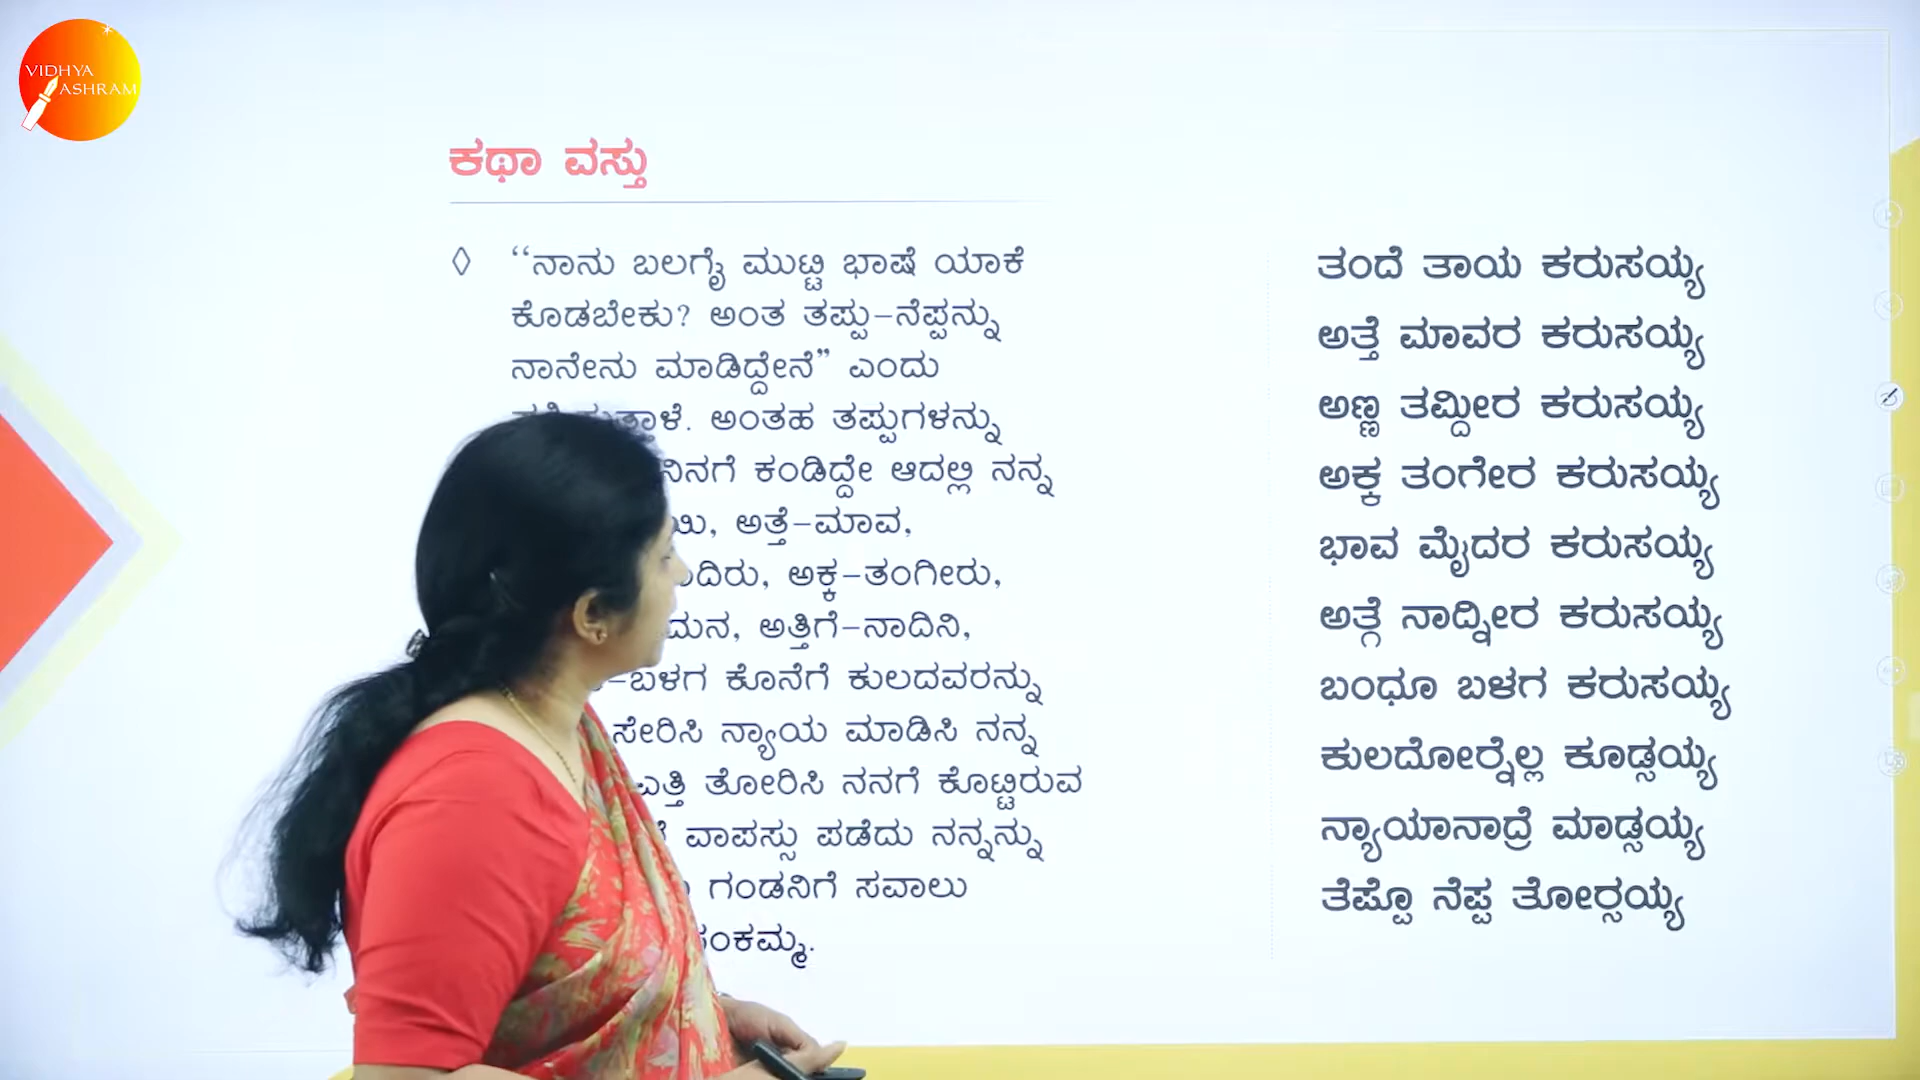 VIDHYA
ASHRAM
ಕಥಾ ವಸ್ತು
“ನಾನು ಬಲಗೈ ಮುಟ್ಟಿ ಭಾಷೆ ಯಾಕೆ
ಕೊಡಬೇಕು? ಅಂತ ತಪ್ಪು-ನೆಪ್ಪನ್ನು
ನಾನೇನು ಮಾಡಿದ್ದೇನೆ” ಎಂದು
ಅಂತಹ ತಪ್ಪುಗಳನ್ನು
ನಿನಗೆ ಕಂಡಿದ್ದೇ ಆದಲ್ಲಿ ನನ್ನ
ಅತ್ತೆ-ಮಾವ,
ಅಕ್ಕ-ತಂಗೀರು,
ಅತ್ತಿಗೆ-ನಾದಿನಿ,
-ಬಳಗ ಕೊನೆಗೆ ಕುಲದವರನ್ನು
ಸೇರಿಸಿ ನ್ಯಾಯ ಮಾಡಿಸಿ ನನ್ನ
ಎತ್ತಿ ತೋರಿಸಿ ನನಗೆ ಕೊಟ್ಟಿರುವ
ವಾಪಸ್ಸು ಪಡೆದು ನನ್ನನ್ನು
ಗಂಡನಿಗೆ ಸವಾಲು
ತಂದೆ ತಾಯ ಕರುಸಯ್ಯ
ಅತ್ತೆ ಮಾವರ ಕರುಸಯ್ಯ
ಅಣ್ಣ ತಮ್ದೀರ ಕರುಸಯ್ಯ
ಅಕ್ಕ ತಂಗೇರ ಕರುಸಯ್ಯ
ಭಾವ ಮೈದರ ಕರುಸಯ್ಯ
ಅತ್ಗೆ ನಾದ್ನೀರ ಕರುಸಯ್ಯ
ಬಂಧೂ ಬಳಗ ಕರುಸಯ್ಯ
ಕುಲದೋರ‍್ನೆಲ್ಲ ಕೂಡ್ಸಯ್ಯ
ನ್ಯಾಯಾನಾದ್ರೆ ಮಾಡ್ಸಯ್ಯ
ತೆಪ್ಪೊ ನೆಪ್ಪ ತೋರ‍್ಸಯ್ಯ